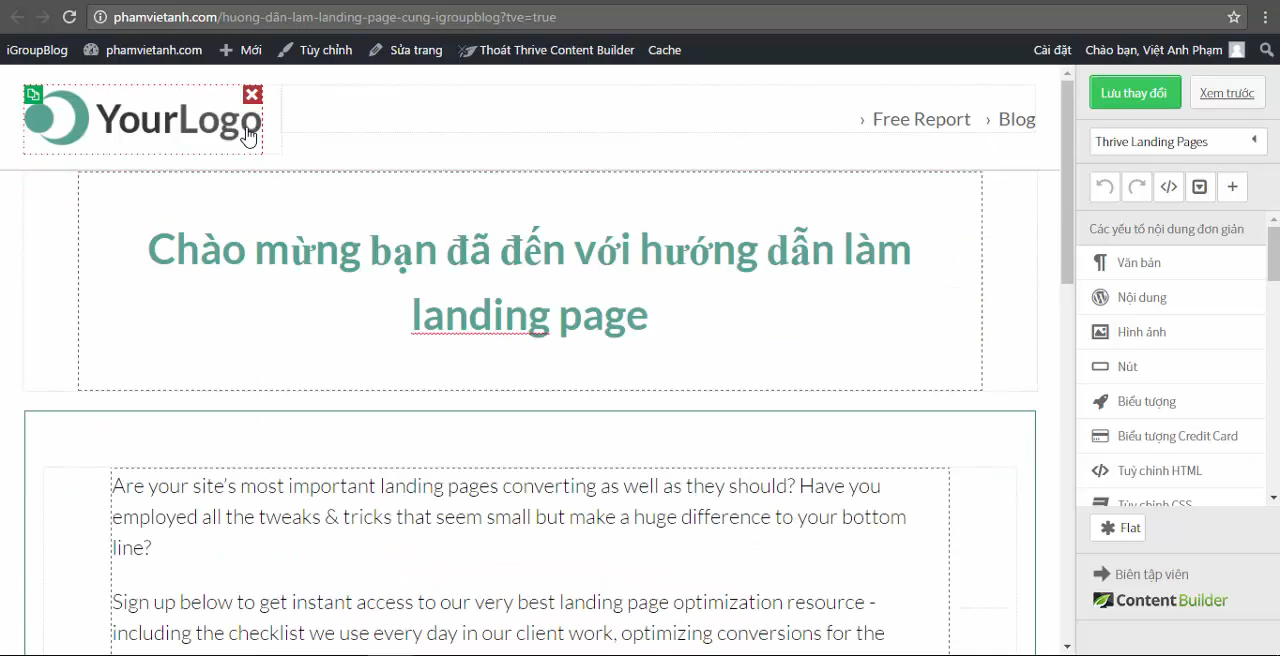 phamvietanh.com/huong-dẫn-lam-landing-page-cung-igroupblog?tve=true
iGroupBlog phamvietanh.com Mới Tùy chỉnh Sửa trang Thoát Thrive Content Builder Cache Cài đặt Chào bạn, Việt Anh Phạm
YourLogo
› Free Report › Blog
Chào mừng bạn đã đến với hướng dẫn làm
landing page
Are your site's most important landing pages converting as well as they should? Have you
employed all the tweaks & tricks that seem small but make a huge difference to your bottom
line?
Sign up below to get instant access to our very best landing page optimization resource -
including the checklist we use every day in our client work, optimizing conversions for the
Lưu thay đổi Xem trước
Thrive Landing Pages
Các yếu tố nội dung đơn giản
Văn bản
Nội dung
Hình ảnh
Nút
Biểu tượng
Biểu tượng Credit Card
Tuỳ chỉnh HTML
Tùy chỉnh CSS
Flat
Biên tập viên
Content Builder